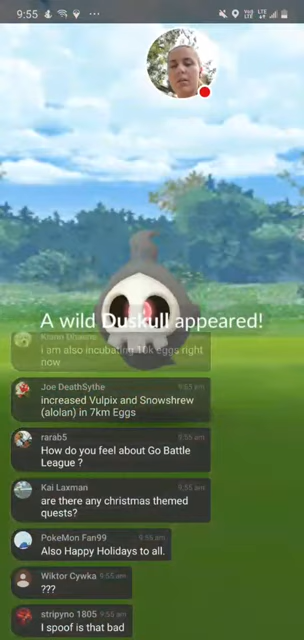 9:55
A wild Duskull appeared!
i am also incubating 10k eggs right
now
Joe DeathSythe 9:55 am
increased Vulpix and Snowshrew
(alolan) in 7km Eggs
rarab5 9:55 am
How do you feel about Go Battle
League ?
Kai Laxman 9:55 am
are there any christmas themed
quests?
PokeMon Fan99 9:55 am
Also Happy Holidays to all.
Wiktor Cywka 9:55 am
???
stripyno 1805 9:56 am
I spoof is that bad